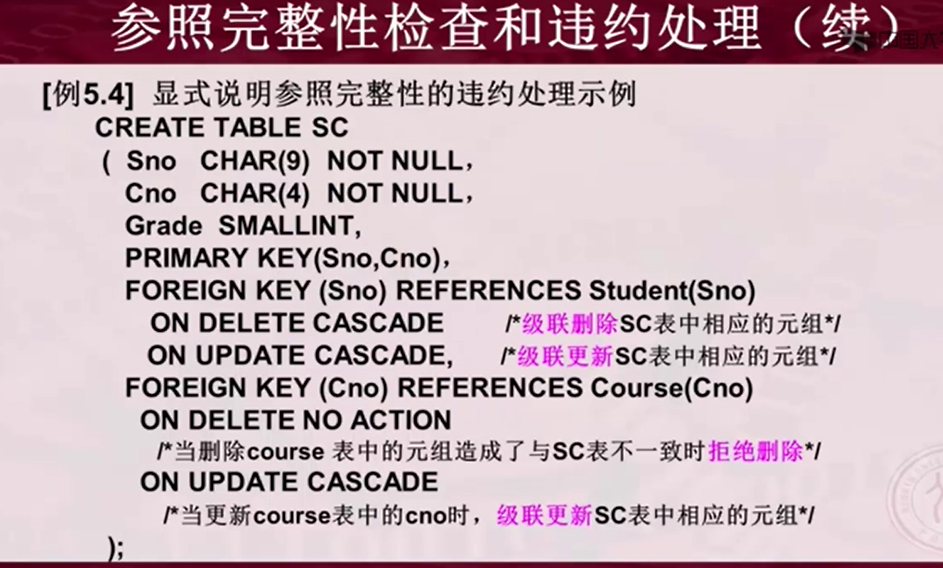 参照完整性检查和违约处理（续）
[例5.4] 显式说明参照完整性的违约处理示例
CREATE TABLE SC
( Sno CHAR(9) NOT NULL，
Cno CHAR(4) NOT NULL，
Grade SMALLINT,
PRIMARY KEY(Sno,Cno)，
FOREIGN KEY (Sno) REFERENCES Student(Sno)
ON DELETE CASCADE /*级联删除SC表中相应的元组*/
ON UPDATE CASCADE, /*级联更新SC表中相应的元组*/
FOREIGN KEY (Cno) REFERENCES Course(Cno)
ON DELETE NO ACTION
/*当删除course 表中的元组造成了与SC表不一致时拒绝删除*/
ON UPDATE CASCADE
/*当更新course表中的cno时，级联更新SC表中相应的元组*/
);